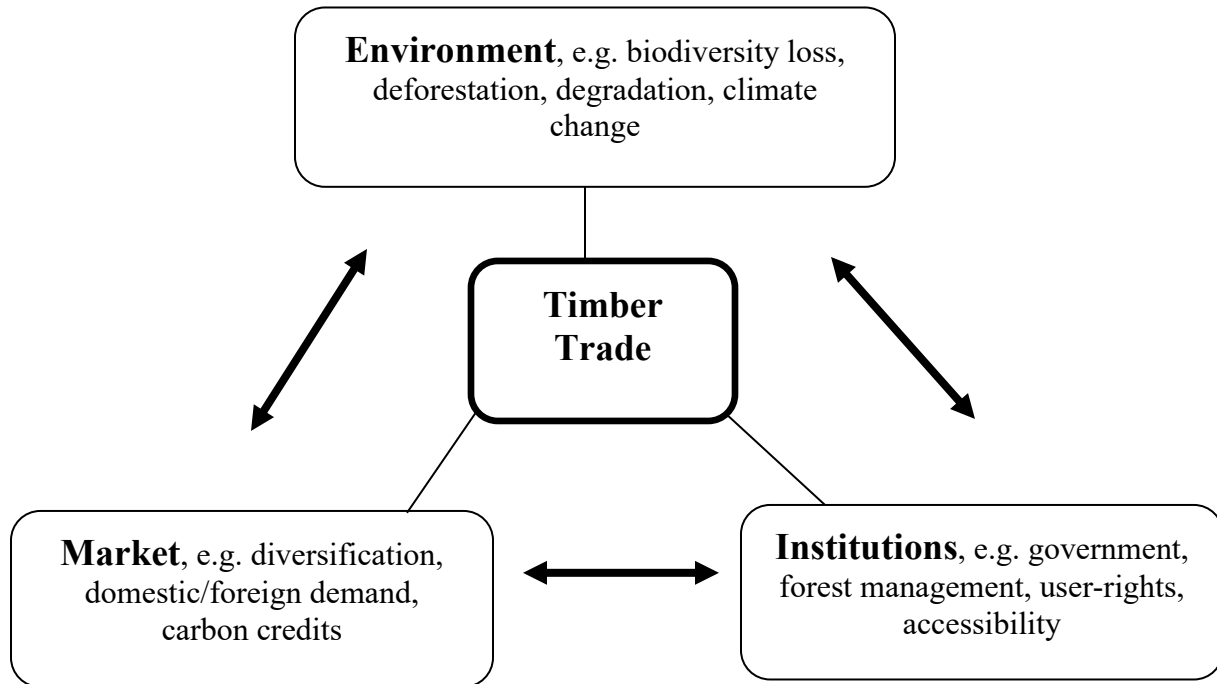 Environment, e.g. biodiversity loss,
deforestation, degradation, climate
change
Timber
Trade
Market, e.g. diversification,
domestic/foreign demand,
carbon credits
Institutions, e.g. government,
forest management, user-rights,
accessibility